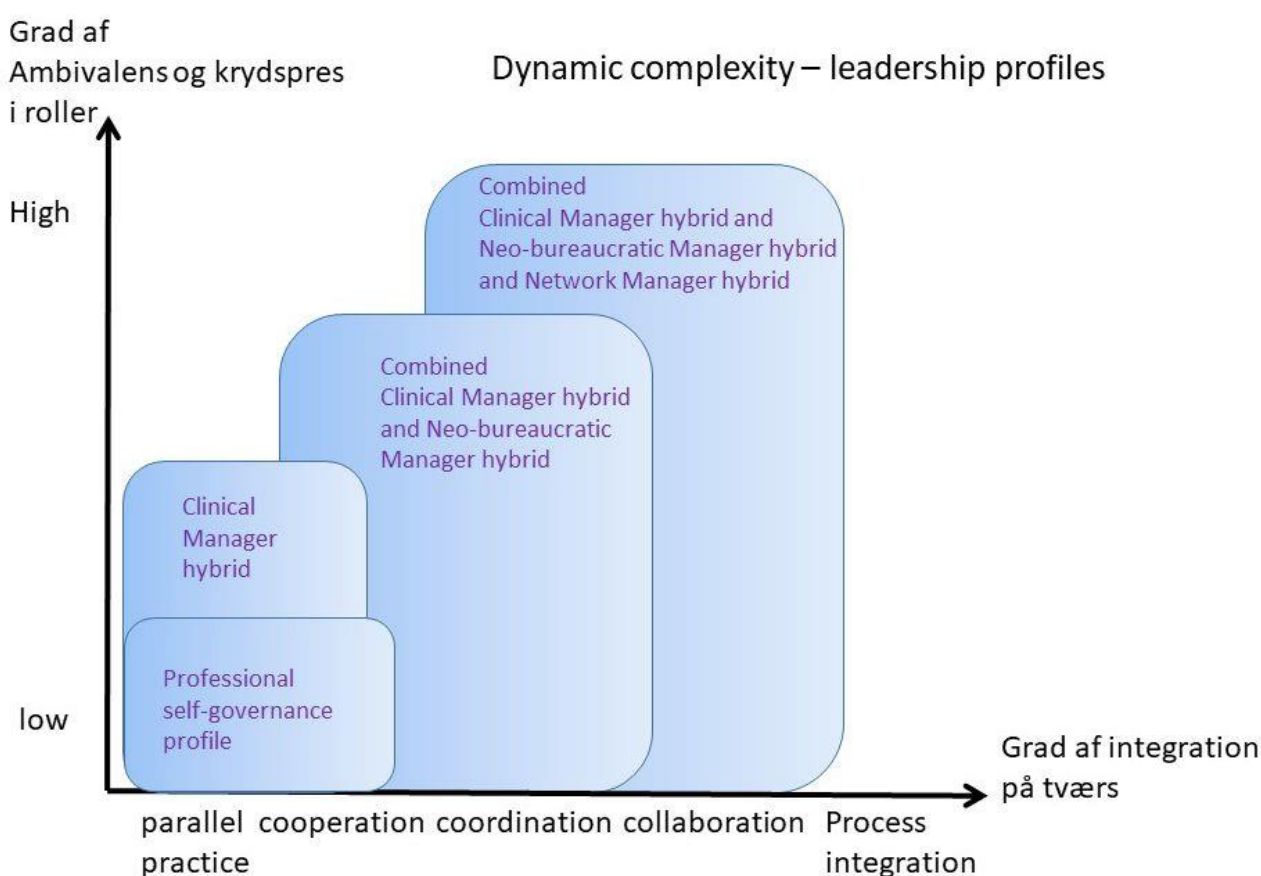 Grad af
Ambivalens og krydspres
i roller
Dynamic complexity – leadership profiles
High
Combined
Clinical Manager hybrid and
Neo-bureaucratic Manager hybrid
and Network Manager hybrid
Combined
Clinical Manager hybrid
and Neo-bureaucratic
Manager hybrid
Clinical
Manager
hybrid
Professional
self-governance
profile
low
Grad af integration
på tværs
parallel
practice
cooperation
coordination
collaboration
Process
integration